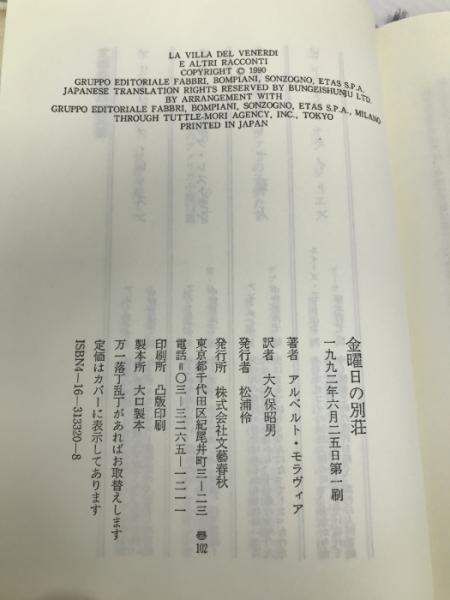 LA VILLA DEL VENERDI
E ALTRI RACCONTI
COPYRIGHT © 1990
GRUPPO EDITORIALE FABBRI, BOMPIANI, SONZOGNO, ETAS S.P.A.
JAPANESE TRANSLATION RIGHTS RESERVED BY BUNGEISHUNJU LTD.
BY ARRANGEMENT WITH
GRUPPO EDITORIALE FABBRI, BOMPIANI, SONZOGNO, ETAS S.P.A., MILANO
THROUGH TUTTLE-MORI AGENCY, INC., TOKYO
PRINTED IN JAPAN
金曜日の別荘
一九九二年六月二五日第一刷
著者 アルベルト・モラヴィア
訳者 大久保昭男
発行者 松浦伶
発行所 株式会社文藝春秋
東京都千代田区紀尾井町三—二三 〒102
電話=〇三—三二六五—一二一一
印刷所 凸版印刷
製本所 大口製本
万一落丁乱丁があればお取替えします
定価はカバーに表示してあります
ISBN4—16—313320—8